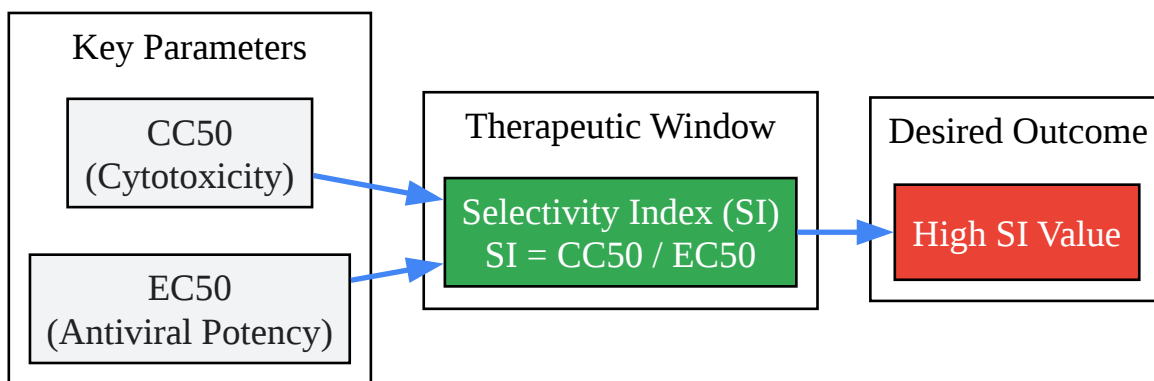 Key Parameters
CC50
(Cytotoxicity)
EC50
(Antiviral Potency)
Therapeutic Window
Selectivity Index (SI)
SI = CC50 / EC50
Desired Outcome
High SI Value